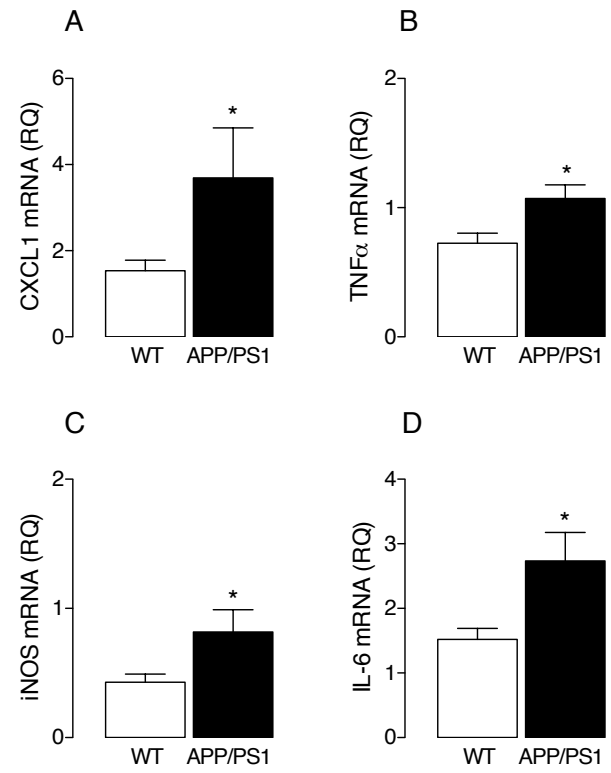 A
CXCL1 mRNA (RQ)
6
4
2
0
*
WT APP/PS1
B
TNFα mRNA (RQ)
2
1
0
*
WT APP/PS1
C
iNOS mRNA (RQ)
2
1
0
*
WT APP/PS1
D
IL-6 mRNA (RQ)
4
3
2
1
0
*
WT APP/PS1